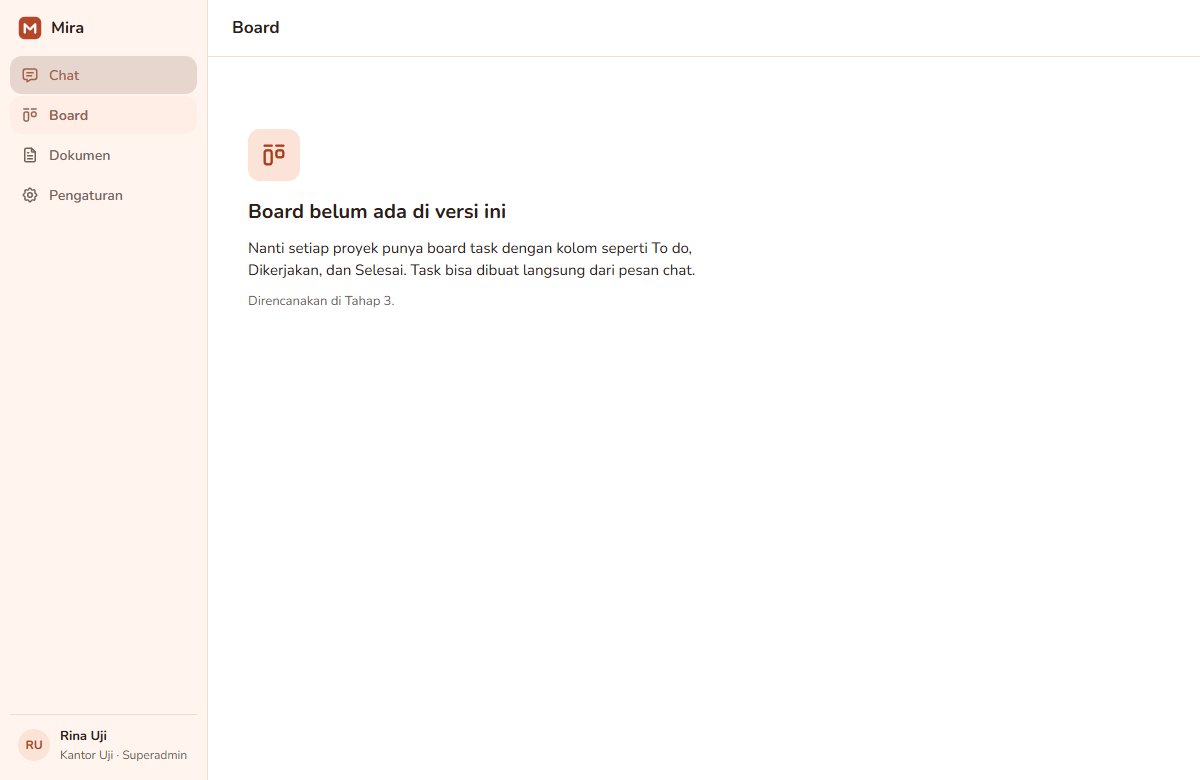 Mira
Chat
Board
Dokumen
Pengaturan
Board
Board belum ada di versi ini
Nanti setiap proyek punya board task dengan kolom seperti To do,
Dikerjakan, dan Selesai. Task bisa dibuat langsung dari pesan chat.
Direncanakan di Tahap 3.
RU
Rina Uji
Kantor Uji · Superadmin